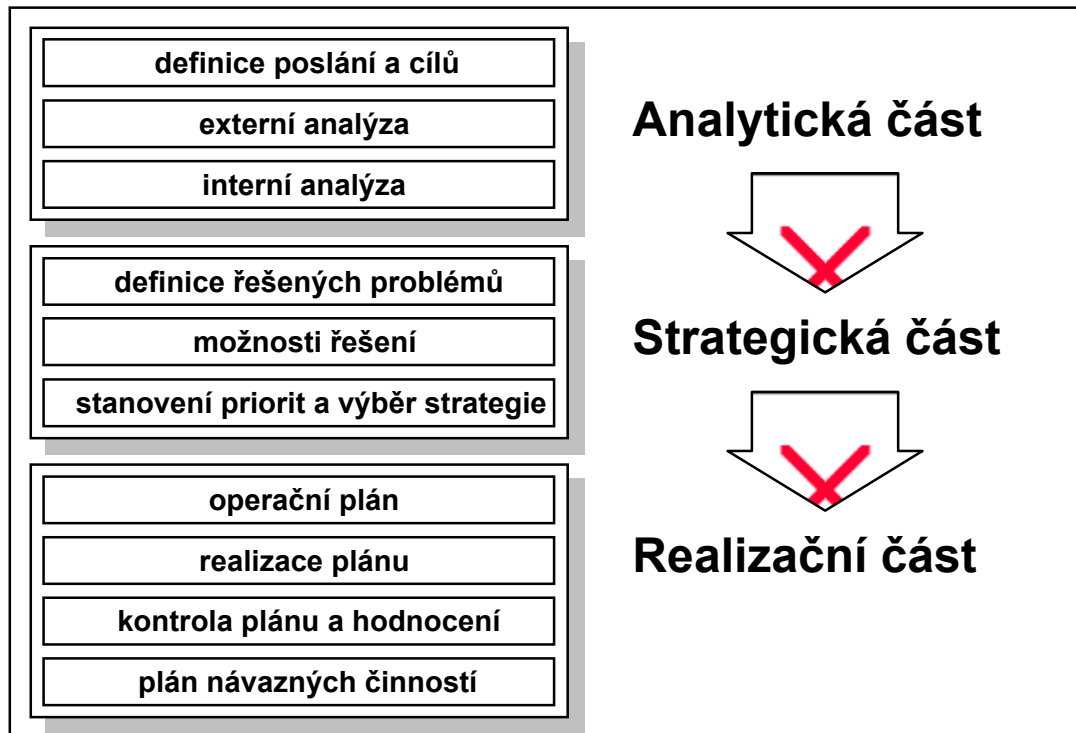 definice poslání a cílů
externí analýza
interní analýza
Analytická část
definice řešených problémů
možnosti řešení
stanovení priorit a výběr strategie
Strategická část
operační plán
realizace plánu
kontrola plánu a hodnocení
plán návazných činností
Realizační část